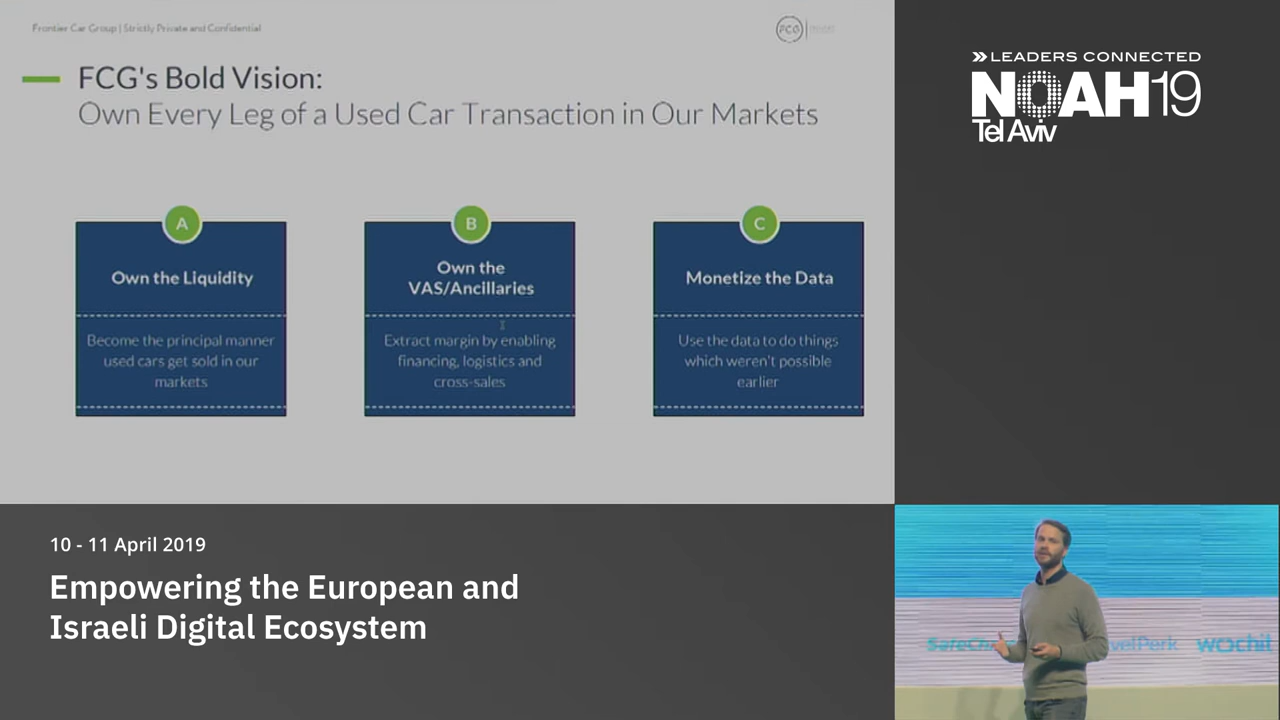 Frontier Car Group | Strictly Private and Confidential
FCG
FCG's Bold Vision:
Own Every Leg of a Used Car Transaction in Our Markets
A
Own the Liquidity
Become the principal manner
used cars get sold in our
markets
B
Own the
VAS/Ancillaries
Extract margin by enabling
financing, logistics and
cross-sales
C
Monetize the Data
Use the data to do things
which weren't possible
earlier
LEADERS CONNECTED
NOAH19
Tel Aviv
10 - 11 April 2019
Empowering the European and
Israeli Digital Ecosystem
wochit